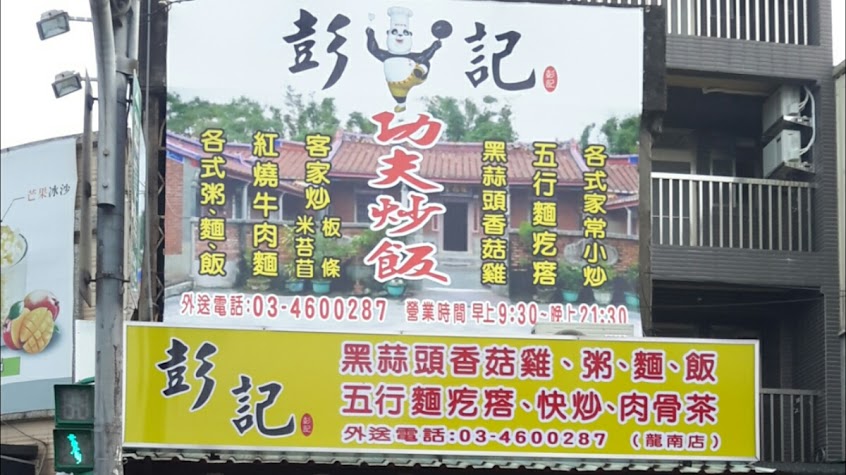 芒果冰沙
彭記
彭記
功夫炒飯
各式家常小炒
五行麵疙瘩
黑蒜頭香菇雞
客家炒 板條 米苔苜
紅燒牛肉麵
各式粥、麵、飯
外送電話:03-4600287 營業時間 早上9:30~晚上21:30
彭記
彭記
黑蒜頭香菇雞、粥、麵、飯
五行麵疙瘩、快炒、肉骨茶
外送電話:03-4600287 (龍南店)